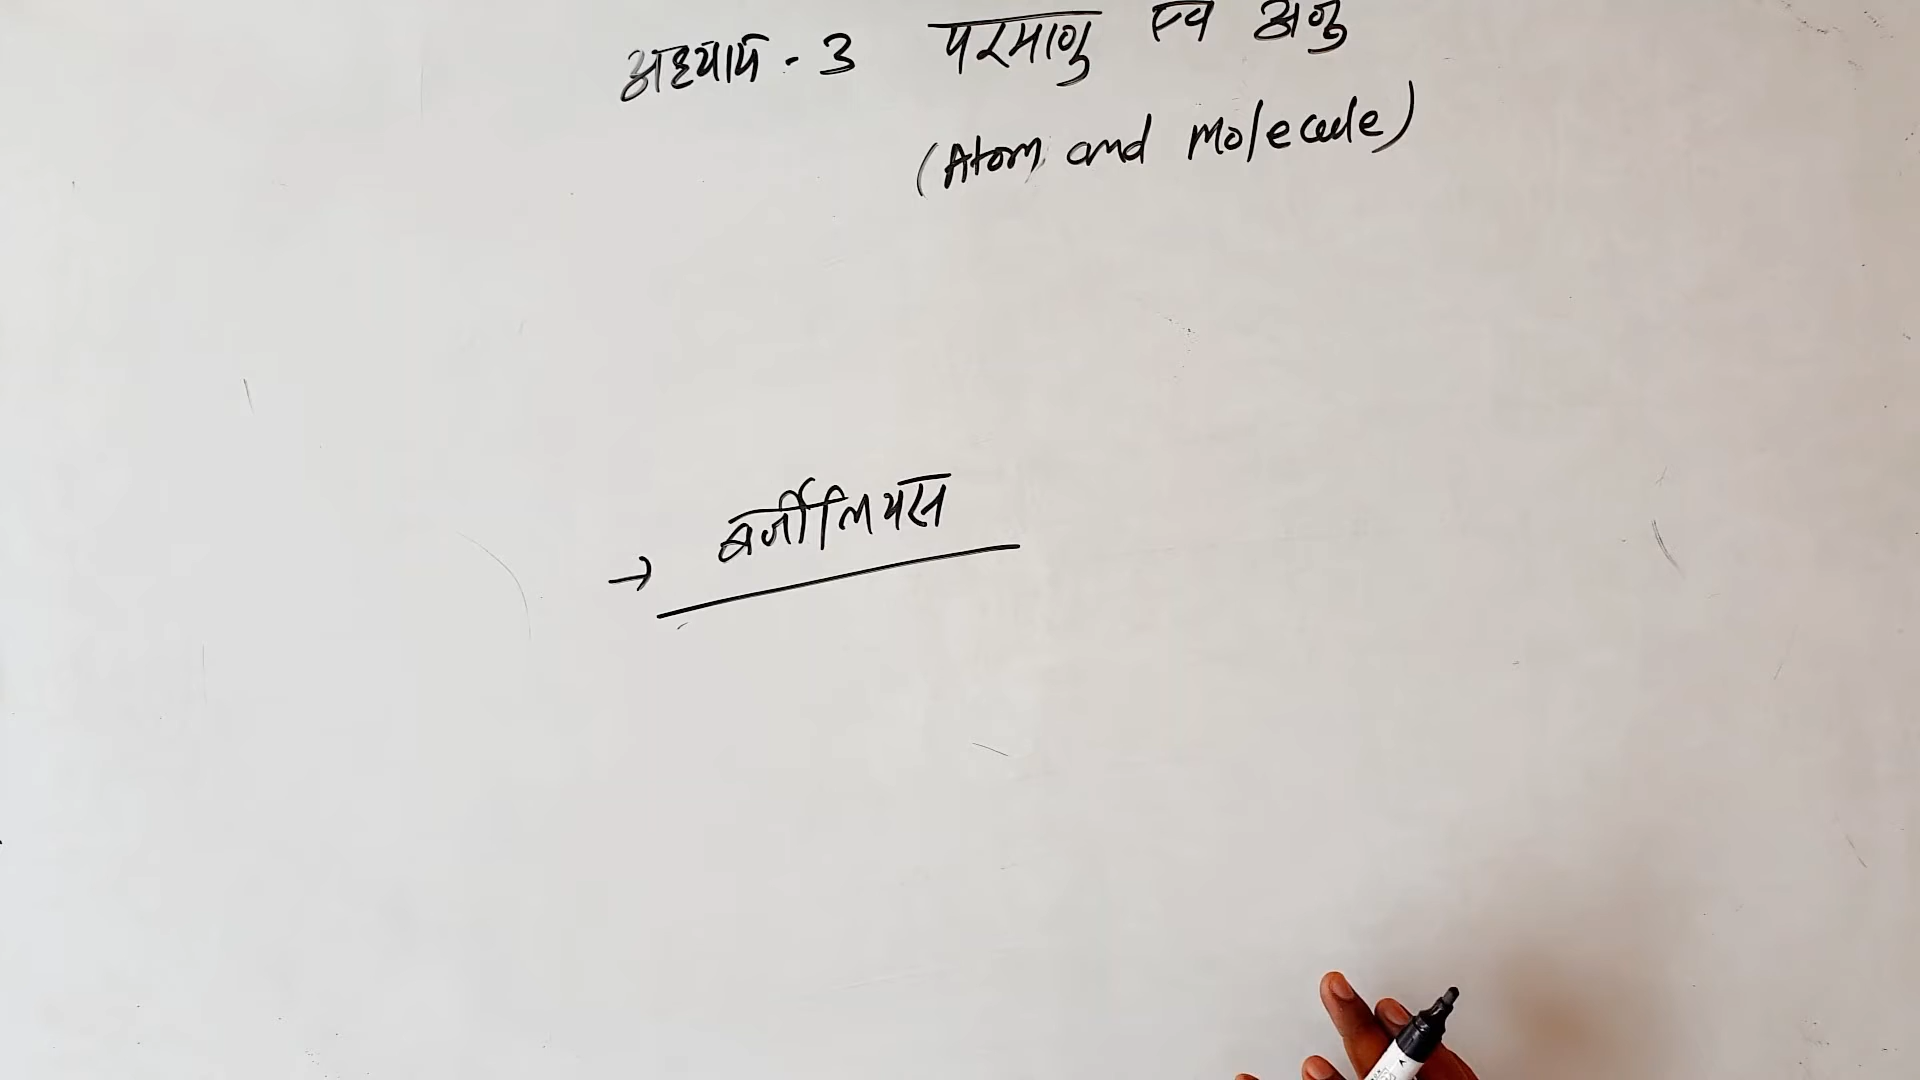 अध्याय - 3 परमाणु एवं अणु
(Atom and Molecule)
→ बर्जीलियस